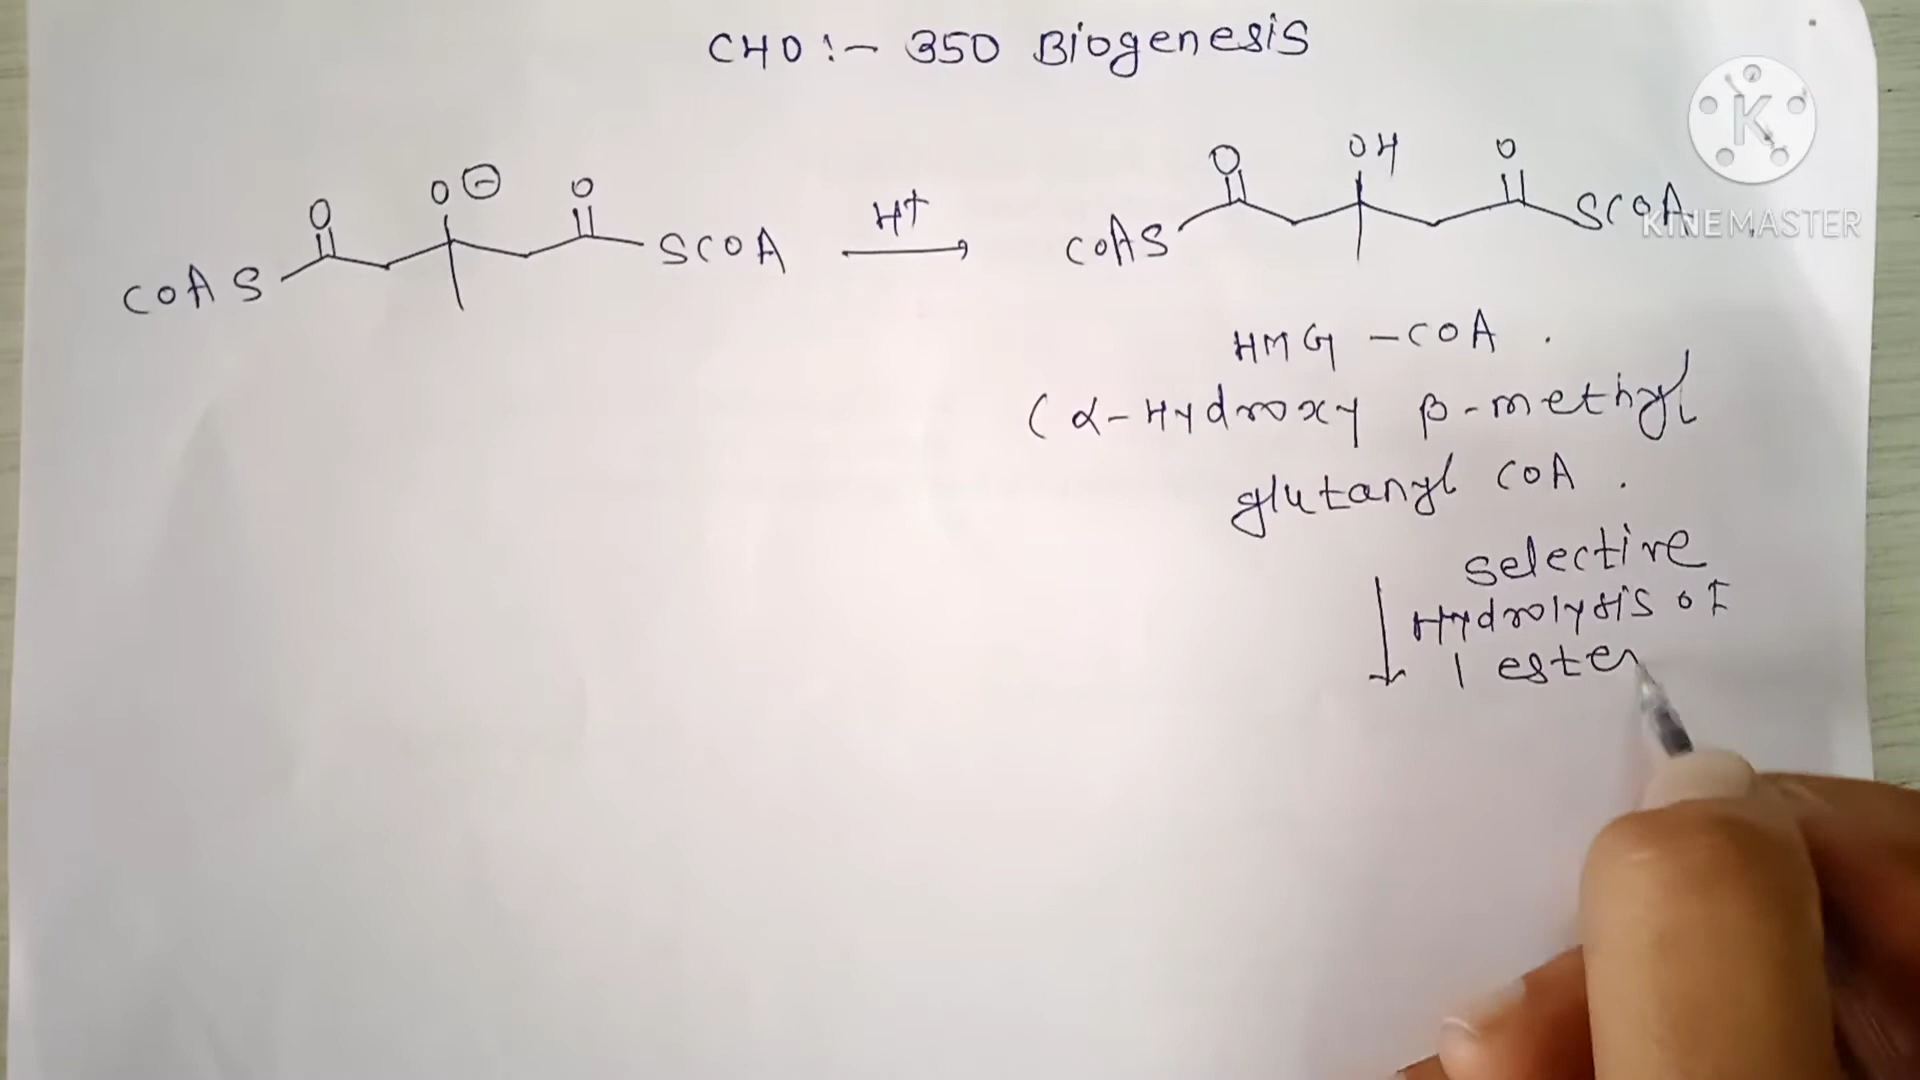 CHO :- 350 Biogenesis
O
O⊖
O
COAS
SCOA
H+
O
OH
O
COAS
SCOA
K
KINEMASTER
HMG -COA .
(α-Hydroxy β-methyl
glutanyl COA .
selective
Hydrolysis of
1 ester